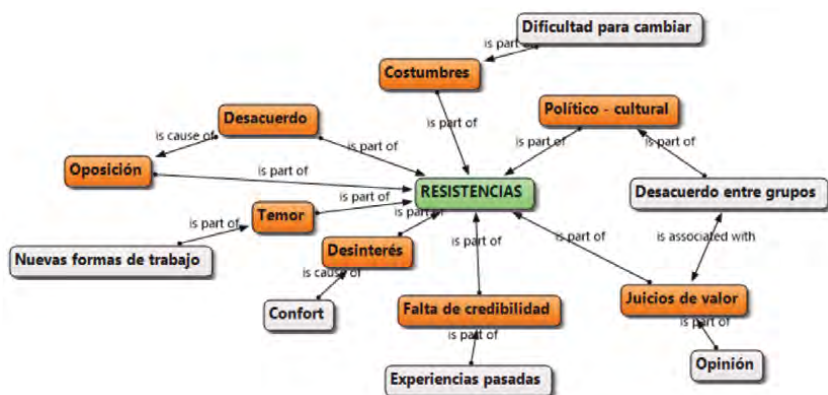 Dificultad para cambiar
is part of
Costumbres
Político - cultural
Desacuerdo
is cause of
is part of
is part of
is part of
is part of
Oposición
is part of
RESISTENCIAS
Desacuerdo entre grupos
is part of
Temor
is part of
is part of
Nuevas formas de trabajo
Desinterés
is part of
is part of
is associated with
is cause of
Confort
Falta de credibilidad
Juicios de valor
is part of
is part of
Experiencias pasadas
Opinión